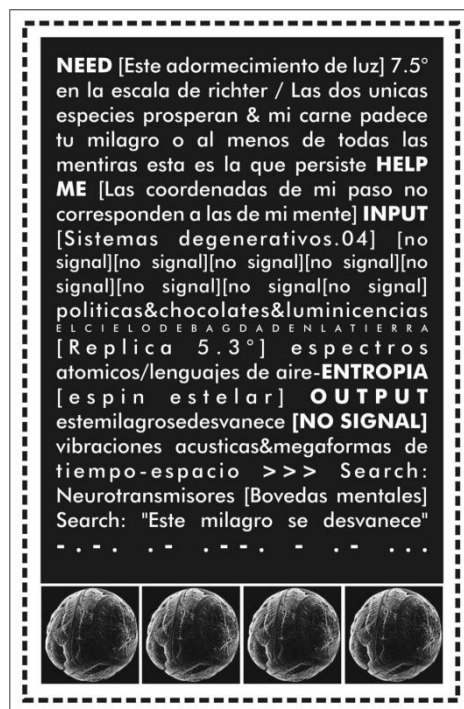 NEED [Este adormecimiento de luz] 7.5°
en la escala de richter / Las dos unicas
especies prosperan & mi carne padece
tu milagro o al menos de todas las
mentiras esta es la que persiste HELP
ME [Las coordenadas de mi paso no
corresponden a las de mi mente] INPUT
[Sistemas degenerativos.04] [no
signal][no signal][no signal][no signal][no
signal][no signal][no signal][no signal]
politicas&chocolates&luminicencias
ELCIELODEBAGDADENLATIERRA
[Replica 5.3°] espectros
atomicos/lenguajes de aire-ENTROPIA
[espin estelar] OUTPUT
estemilagrosedesvanece [NO SIGNAL]
vibraciones acusticas&megaformas de
tiempo-espacio >>> Search:
Neurotransmisores [Bovedas mentales]
Search: "Este milagro se desvanece"
-.-. .- .--. - .- ...